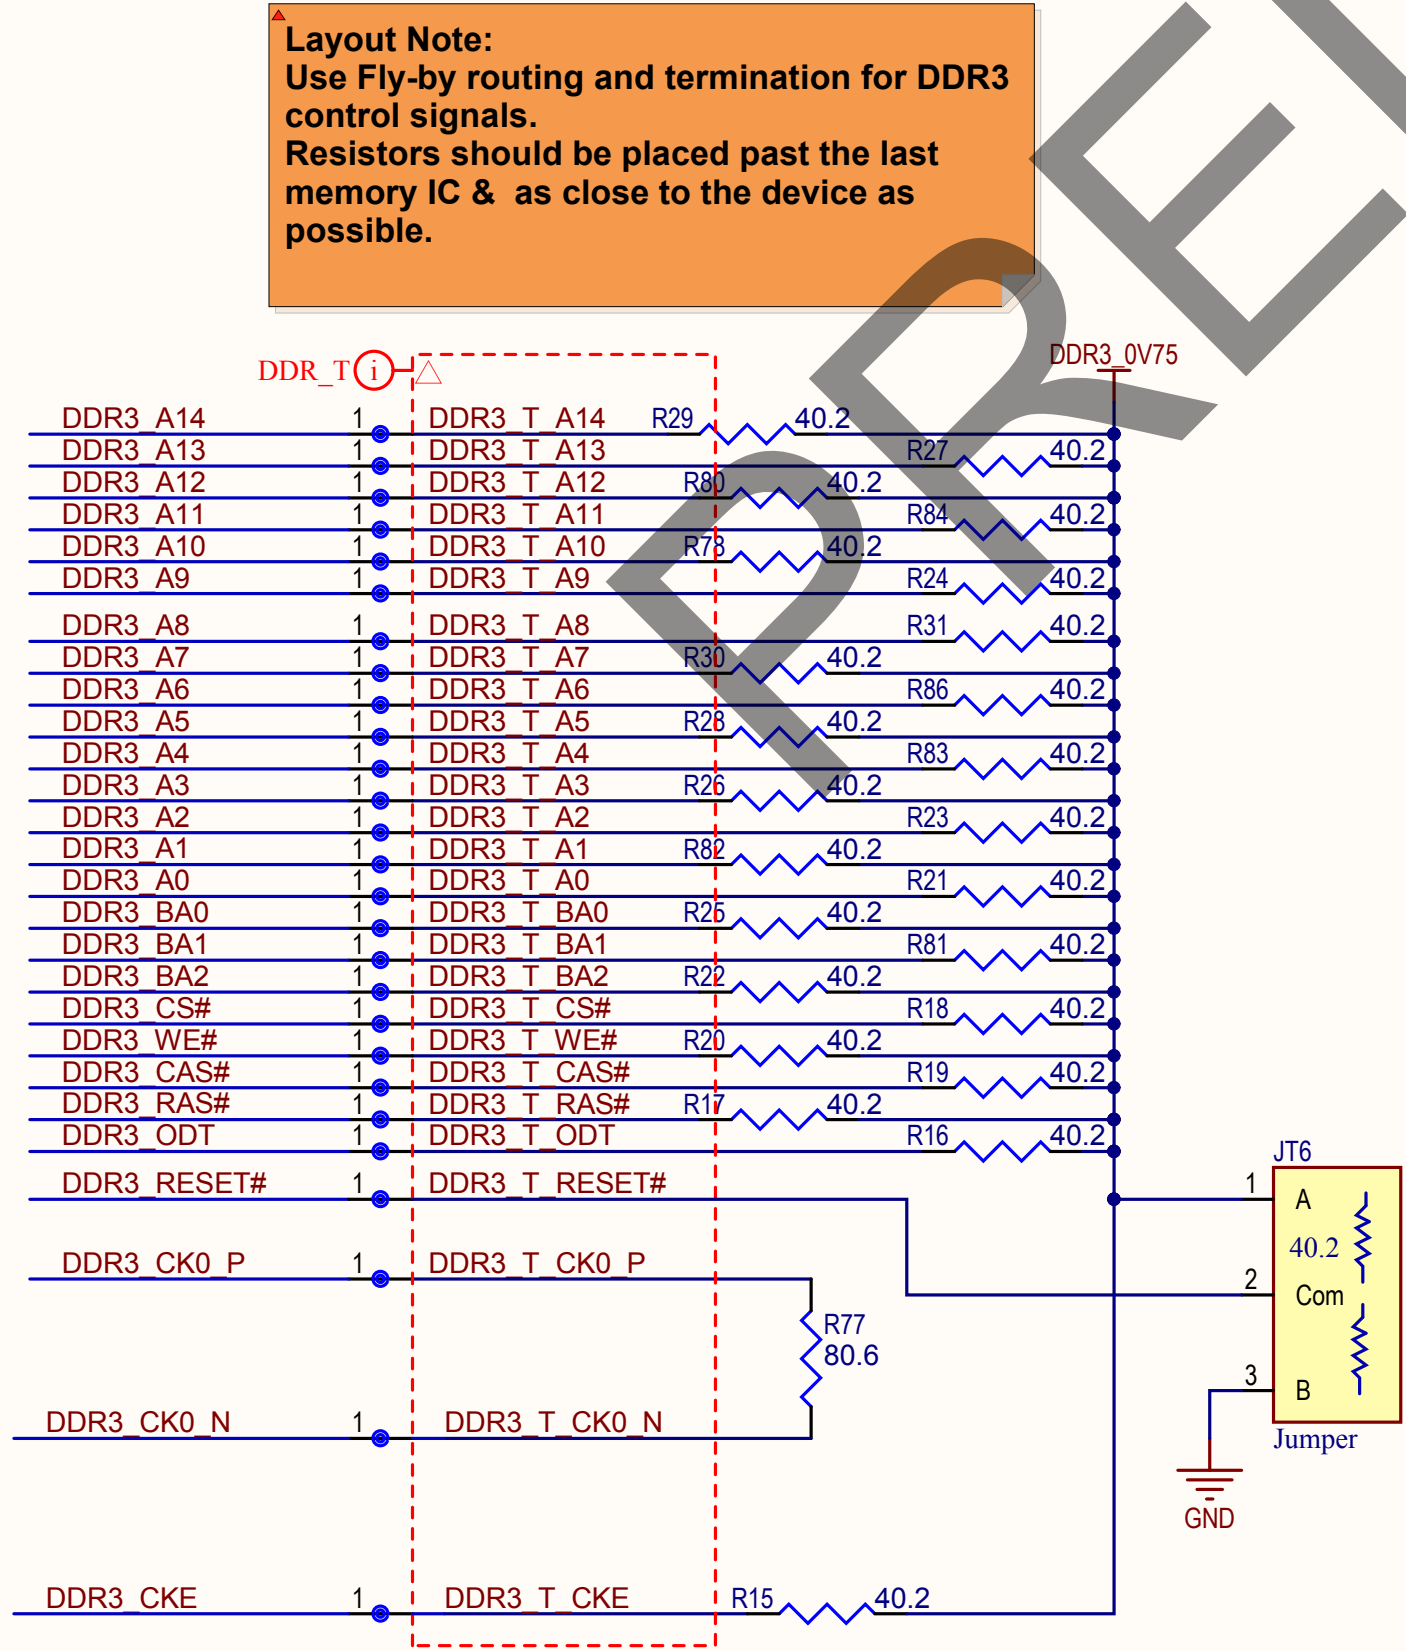 Layout Note:
Use Fly-by routing and termination for DDR3
control signals.
Resistors should be placed past the last
memory IC & as close to the device as
possible.
PRE
DDR_T i
DDR3_0V75
DDR3_A14 1 DDR3_T_A14 R29 40.2
DDR3_A13 1 DDR3_T_A13 R27 40.2
DDR3_A12 1 DDR3_T_A12 R80 40.2
DDR3_A11 1 DDR3_T_A11 R84 40.2
DDR3_A10 1 DDR3_T_A10 R78 40.2
DDR3_A9 1 DDR3_T_A9 R24 40.2
DDR3_A8 1 DDR3_T_A8 R31 40.2
DDR3_A7 1 DDR3_T_A7 R30 40.2
DDR3_A6 1 DDR3_T_A6 R86 40.2
DDR3_A5 1 DDR3_T_A5 R28 40.2
DDR3_A4 1 DDR3_T_A4 R83 40.2
DDR3_A3 1 DDR3_T_A3 R26 40.2
DDR3_A2 1 DDR3_T_A2 R23 40.2
DDR3_A1 1 DDR3_T_A1 R82 40.2
DDR3_A0 1 DDR3_T_A0 R21 40.2
DDR3_BA0 1 DDR3_T_BA0 R25 40.2
DDR3_BA1 1 DDR3_T_BA1 R81 40.2
DDR3_BA2 1 DDR3_T_BA2 R22 40.2
DDR3_CS# 1 DDR3_T_CS# R18 40.2
DDR3_WE# 1 DDR3_T_WE# R20 40.2
DDR3_CAS# 1 DDR3_T_CAS# R19 40.2
DDR3_RAS# 1 DDR3_T_RAS# R17 40.2
DDR3_ODT 1 DDR3_T_ODT R16 40.2
DDR3_RESET# 1 DDR3_T_RESET#
JT6
1 A
40.2
2 Com
3 B
Jumper
GND
DDR3_CK0_P 1 DDR3_T_CK0_P
R77
80.6
DDR3_CK0_N 1 DDR3_T_CK0_N
DDR3_CKE 1 DDR3_T_CKE R15 40.2